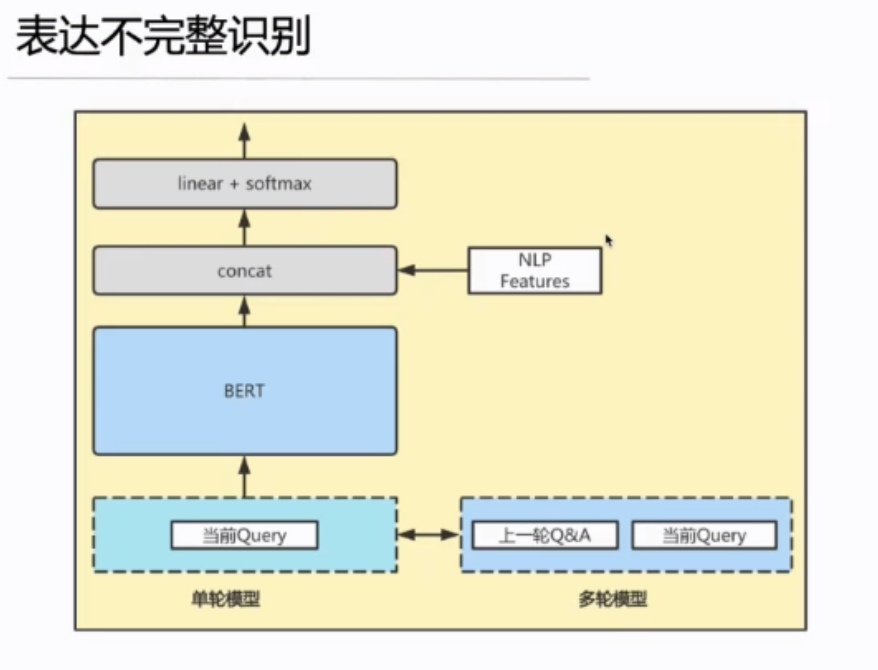 表达不完整识别
linear + softmax
concat
NLP
Features
BERT
当前Query
上一轮Q&A
当前Query
单轮模型
多轮模型